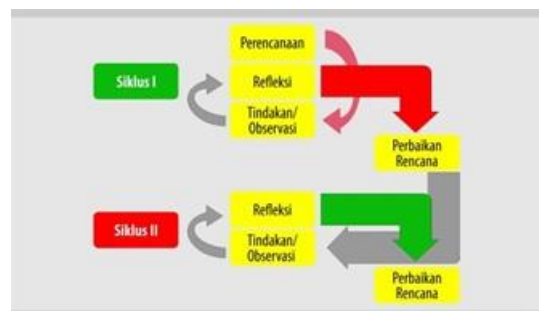 Perencanaan
Siklus I
Refleksi
Tindakan/
Observasi
Perbaikan
Rencana
Refleksi
Siklus II
Tindakan/
Observasi
Perbaikan
Rencana